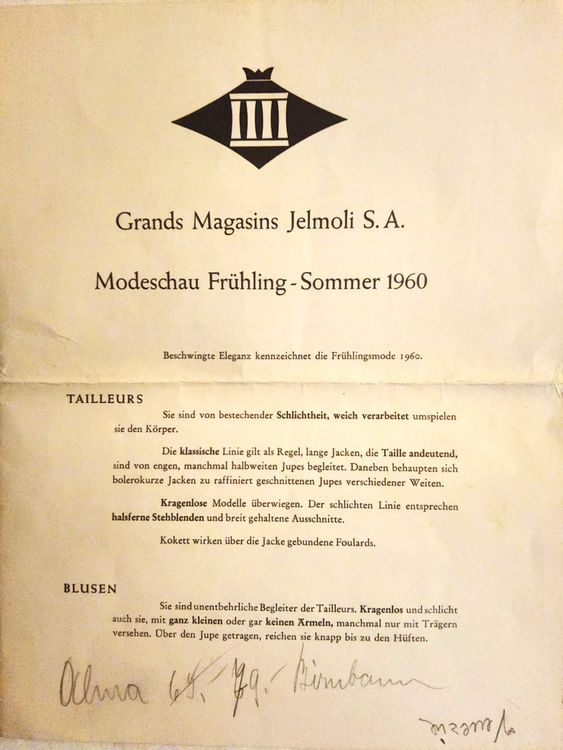 Grands Magasins Jelmoli S.A.
Modeschau Frühling-Sommer 1960
Beschwingte Eleganz kennzeichnet die Frühlingsmode 1960.
TAILLEURS
Sie sind von bestechender Schlichtheit, weich verarbeitet umspielen
sie den Körper.
Die klassische Linie gilt als Regel, lange Jacken, die Taille andeutend,
sind von engen, manchmal halbweiten Jupes begleitet. Daneben behaupten sich
bolerokurze Jacken zu raffiniert geschnittenen Jupes verschiedener Weiten.
Kragenlose Modelle überwiegen. Der schlichten Linie entsprechen
halsferne Stehblenden und breit gehaltene Ausschnitte.
Kokett wirken über die Jacke gebundene Foulards.
BLUSEN
Sie sind unentbehrliche Begleiter der Tailleurs. Kragenlos und schlicht
auch sie, mit ganz kleinen oder gar keinen Ärmeln, manchmal nur mit Trägern
versehen. Über den Jupe getragen, reichen sie knapp bis zu den Hüften.
Alma 65.- 79.- Birnbaum